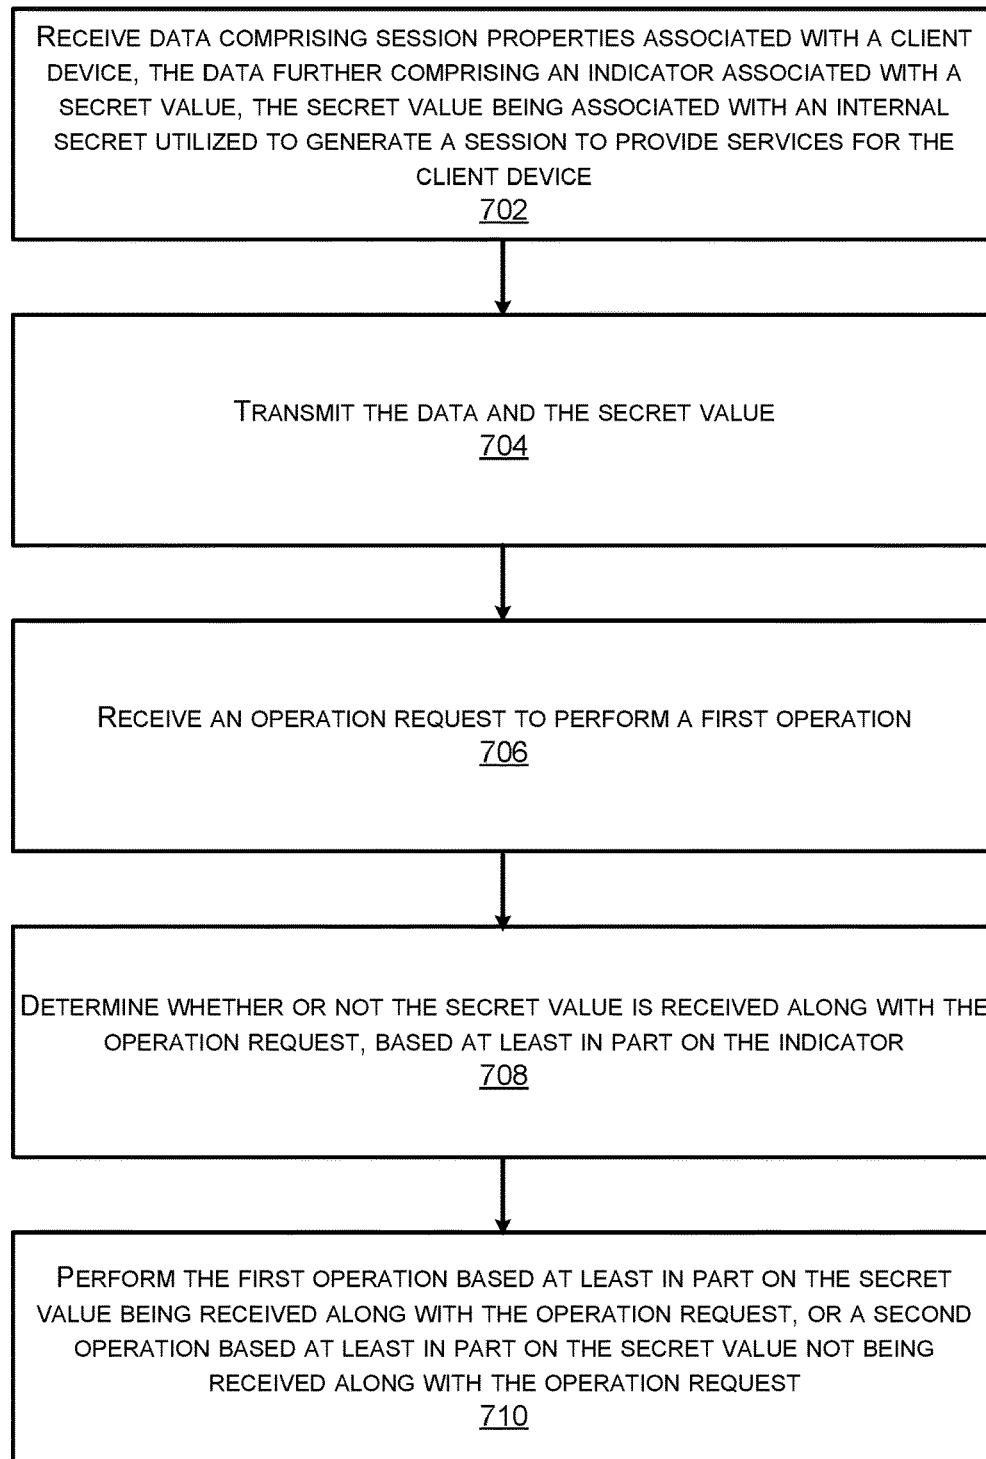 RECEIVE DATA COMPRISING SESSION PROPERTIES ASSOCIATED WITH A CLIENT
DEVICE, THE DATA FURTHER COMPRISING AN INDICATOR ASSOCIATED WITH A
SECRET VALUE, THE SECRET VALUE BEING ASSOCIATED WITH AN INTERNAL
SECRET UTILIZED TO GENERATE A SESSION TO PROVIDE SERVICES FOR THE
CLIENT DEVICE
702
TRANSMIT THE DATA AND THE SECRET VALUE
704
RECEIVE AN OPERATION REQUEST TO PERFORM A FIRST OPERATION
706
DETERMINE WHETHER OR NOT THE SECRET VALUE IS RECEIVED ALONG WITH THE
OPERATION REQUEST, BASED AT LEAST IN PART ON THE INDICATOR
708
PERFORM THE FIRST OPERATION BASED AT LEAST IN PART ON THE SECRET
VALUE BEING RECEIVED ALONG WITH THE OPERATION REQUEST, OR A SECOND
OPERATION BASED AT LEAST IN PART ON THE SECRET VALUE NOT BEING
RECEIVED ALONG WITH THE OPERATION REQUEST
710